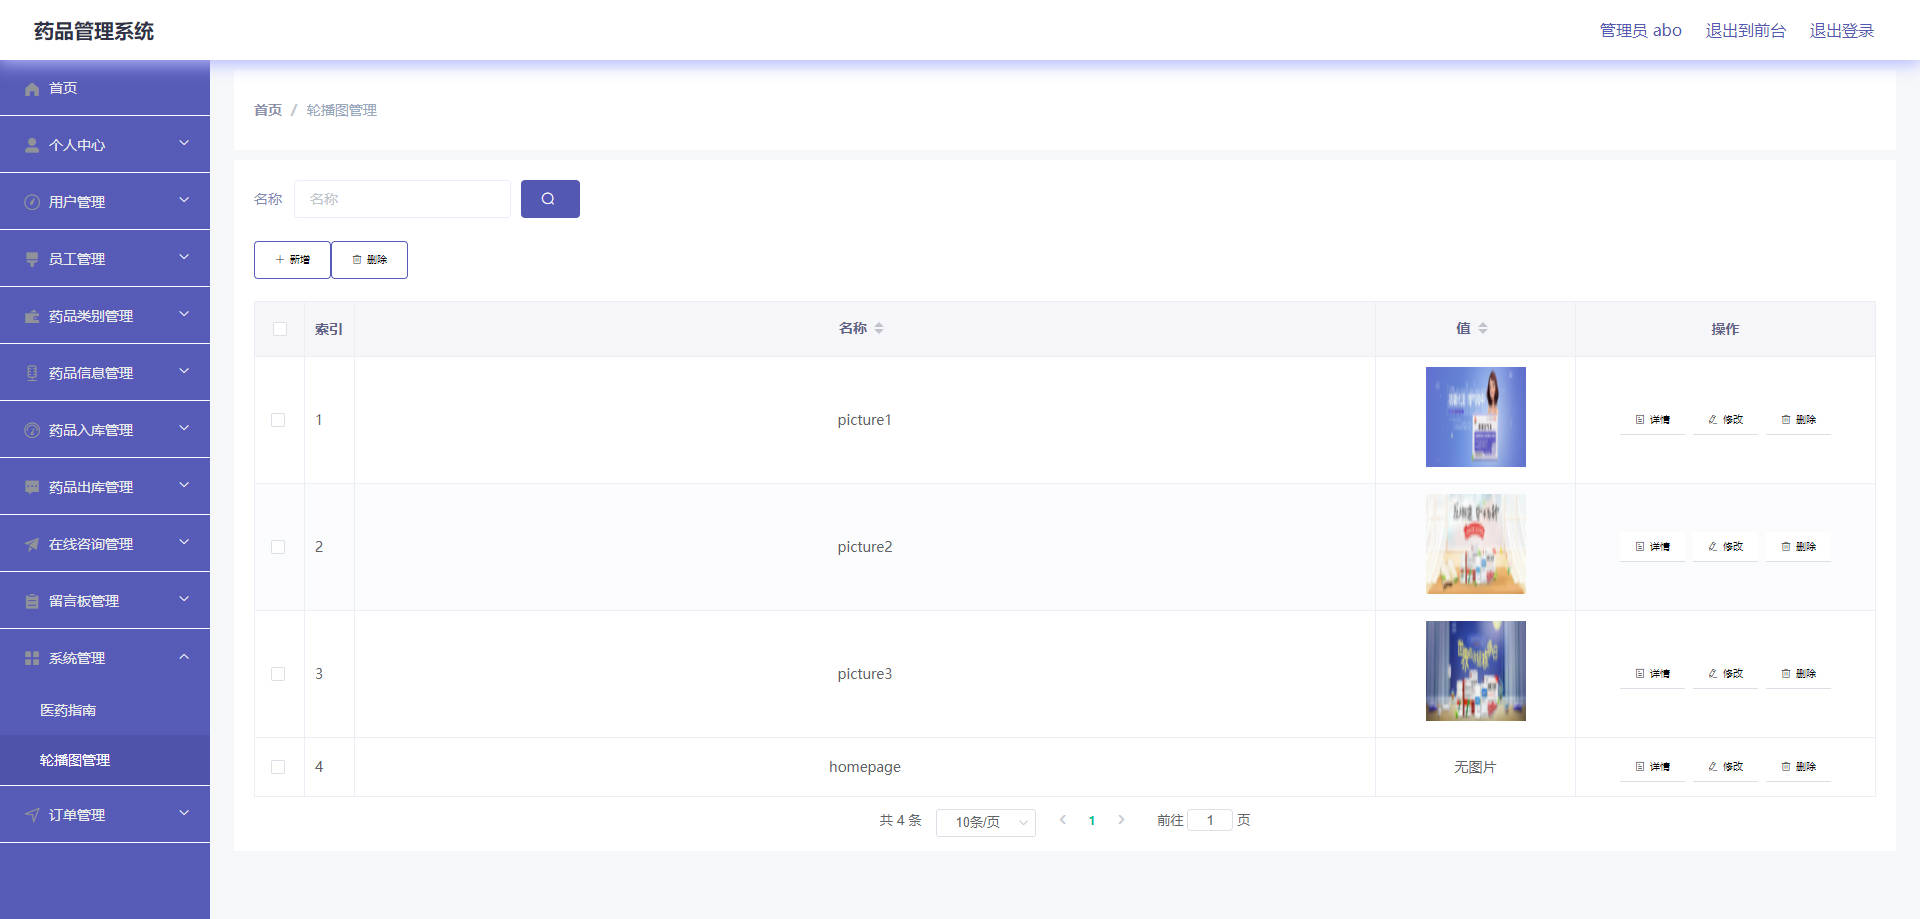 药品管理系统
管理员 abo 退出到前台 退出登录
首页
个人中心
用户管理
员工管理
药品类别管理
药品信息管理
药品入库管理
药品出库管理
在线咨询管理
留言板管理
系统管理
医药指南
轮播图管理
订单管理
首页 / 轮播图管理
名称 名称
新增 删除
索引 名称 值 操作
1 picture1 详情 修改 删除
2 picture2 详情 修改 删除
3 picture3 详情 修改 删除
4 homepage 无图片 详情 修改 删除
共 4 条 10条/页 1 前往 1 页